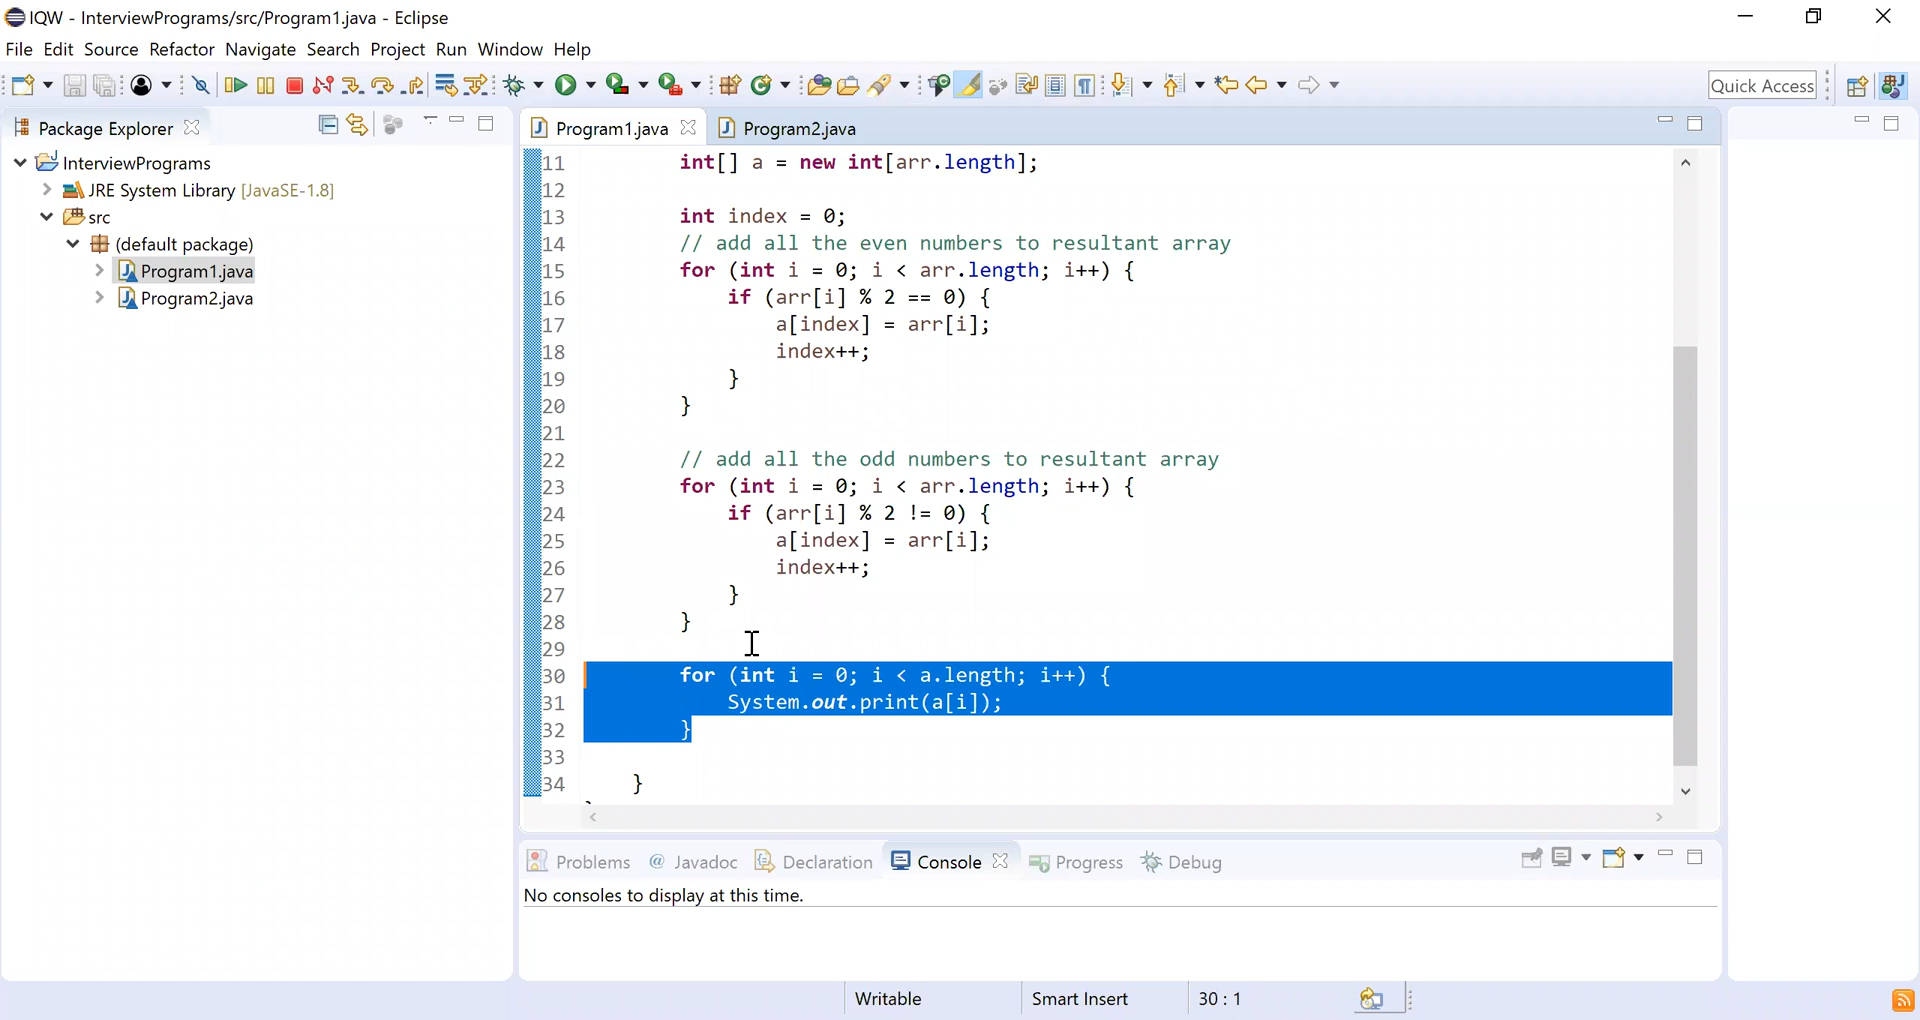 IQW - InterviewPrograms/src/Program1.java - Eclipse
File Edit Source Refactor Navigate Search Project Run Window Help
Quick Access
Package Explorer
InterviewPrograms
JRE System Library [JavaSE-1.8]
src
(default package)
Program1.java
Program2.java
Program1.java Program2.java
11 int[] a = new int[arr.length];
12
13 int index = 0;
14 // add all the even numbers to resultant array
15 for (int i = 0; i < arr.length; i++) {
16 if (arr[i] % 2 == 0) {
17 a[index] = arr[i];
18 index++;
19 }
20 }
21
22 // add all the odd numbers to resultant array
23 for (int i = 0; i < arr.length; i++) {
24 if (arr[i] % 2 != 0) {
25 a[index] = arr[i];
26 index++;
27 }
28 }
29
30 for (int i = 0; i < a.length; i++) {
31 System.out.print(a[i]);
32 }
33
34 }
Problems Javadoc Declaration Console Progress Debug
No consoles to display at this time.
Writable Smart Insert 30 : 1